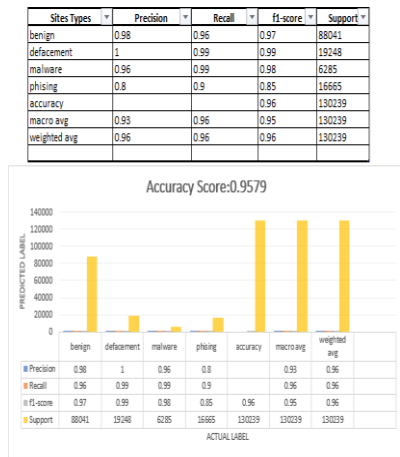 Sites Types Precision Recall f1-score Support
benign 0.98 0.96 0.97 88041
defacement 1 0.99 0.99 19248
malware 0.96 0.99 0.98 6285
phising 0.8 0.9 0.85 16665
accuracy 0.96 130239
macro avg 0.93 0.96 0.95 130239
weighted avg 0.96 0.96 0.96 130239
Accuracy Score:0.9579
PREDICTED LABEL
140000
120000
100000
80000
60000
40000
20000
0
benign defacement malware phising accuracy macro avg weighted avg
Precision 0.98 1 0.96 0.8 0.93 0.96
Recall 0.96 0.99 0.99 0.9 0.96 0.96
f1-score 0.97 0.99 0.98 0.85 0.96 0.95 0.96
Support 88041 19248 6285 16665 130239 130239 130239
ACTUAL LABEL